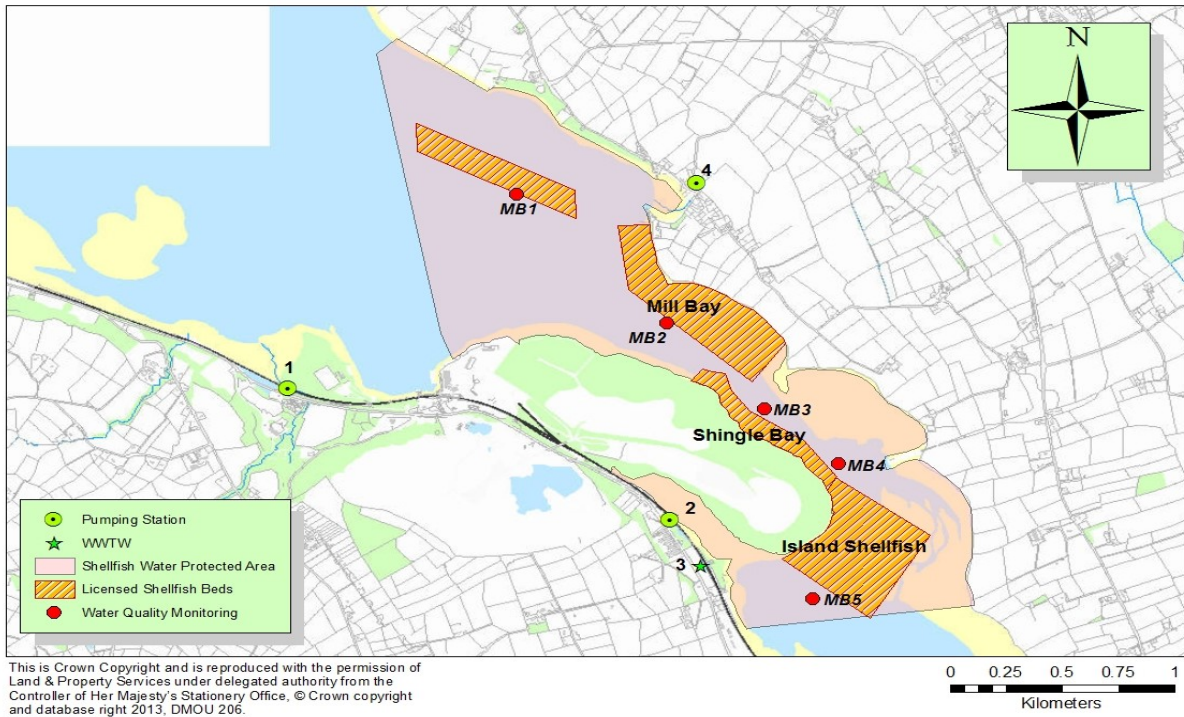 N
4
MB1
Mill Bay
MB2
1
MB3
Shingle Bay
MB4
2
Island Shellfish
3
MB5
Pumping Station
WWTW
Shellfish Water Protected Area
Licensed Shellfish Beds
Water Quality Monitoring
This is Crown Copyright and is reproduced with the permission of
Land & Property Services under delegated authority from the
Controller of Her Majesty's Stationery Office, © Crown copyright
and database right 2013, DMOU 206.
0 0.25 0.5 0.75 1
Kilometers